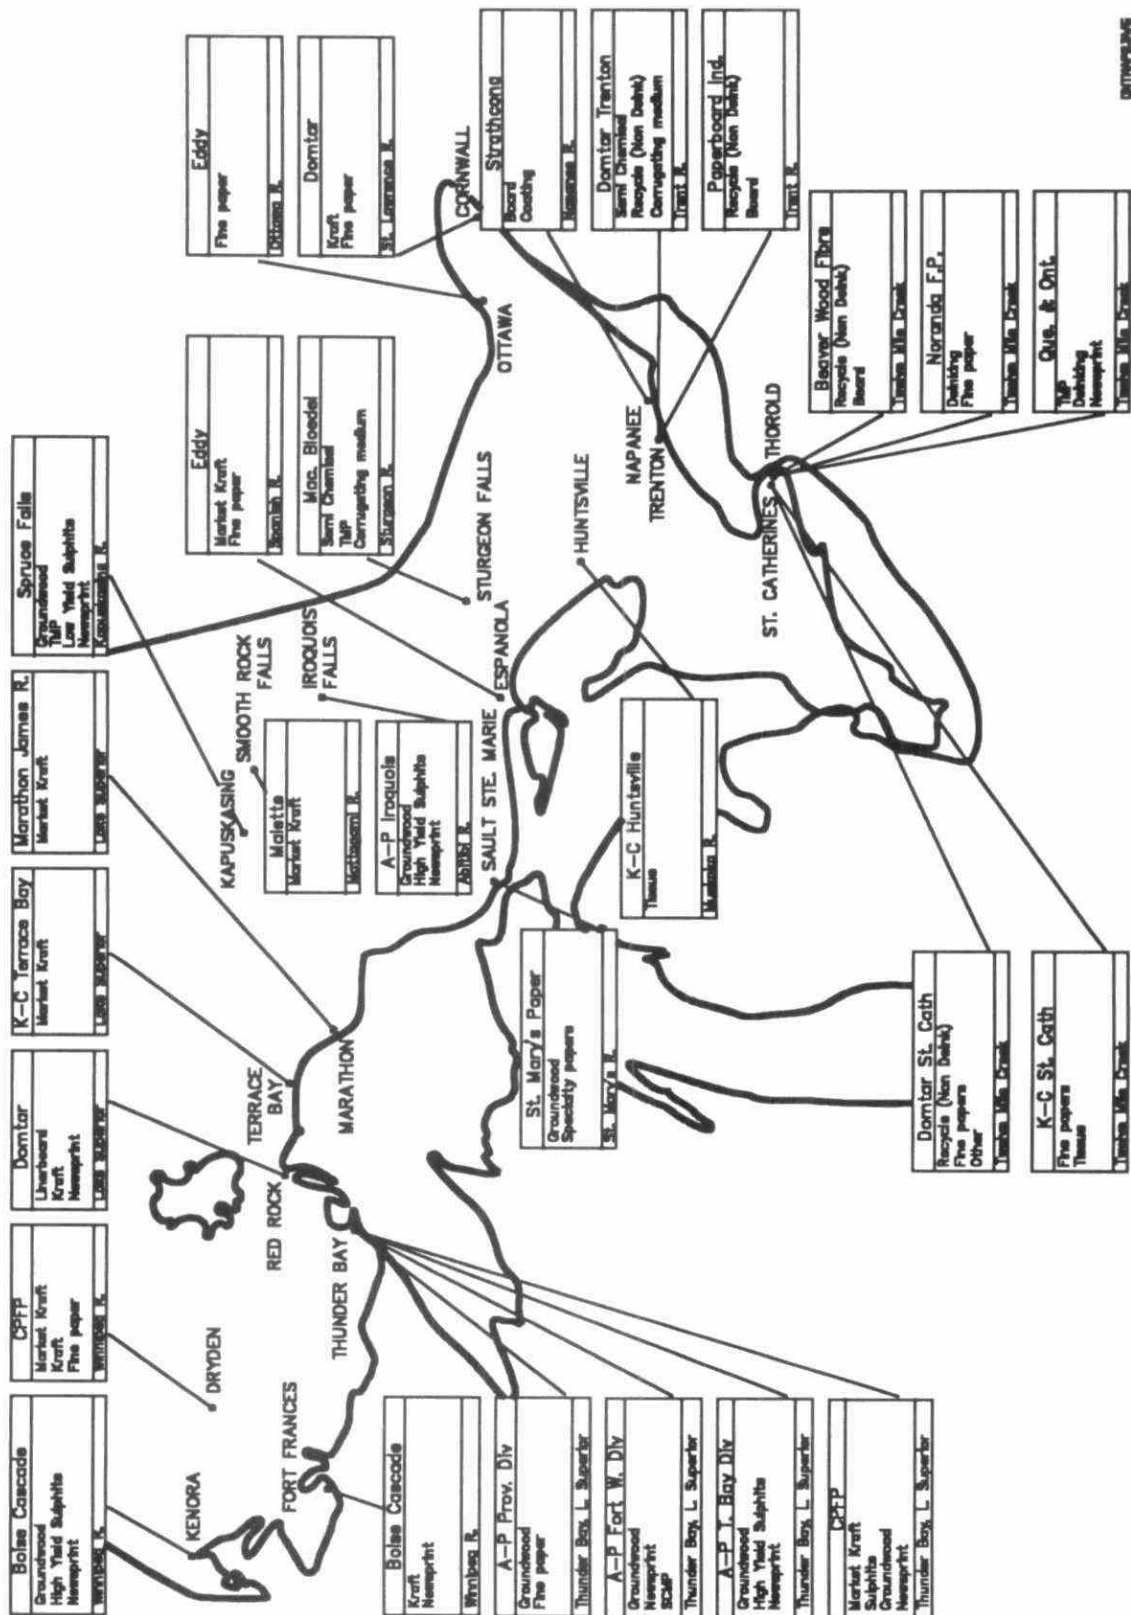 Boise Cascade
Groundwood
High Yield Sulphite
Newsprint
Winnipeg R.
CPFP
Market Kraft
Kraft
Fine paper
Winnipeg R.
Domtar
Linerboard
Kraft
Newsprint
Lake Superior
K-C Terrace Bay
Market Kraft
Lake Superior
Marathon James R.
Market Kraft
Lake Superior
Spruce Falls
Groundwood
TMP
Low Yield Sulphite
Newsprint
Kapuskasing R.
Eddy
Market Kraft
Fine paper
Spanish R.
Eddy
Fine paper
Ottawa R.
Mac. Bloedel
Semi Chemical
TMP
Corrugating medium
Sturgeon R.
Domtar
Kraft
Fine paper
St. Lawrence R.
Malette
Market Kraft
Mattagami R.
A-P Iroquois
Groundwood
High Yield Sulphite
Newsprint
Abitibi R.
KENORA
DRYDEN
FORT FRANCES
THUNDER BAY
RED ROCK
TERRACE
BAY
MARATHON
KAPUSKASING
SMOOTH ROCK
FALLS
IROQUOIS
FALLS
SAULT STE. MARIE
ESPANOLA
STURGEON FALLS
HUNTSVILLE
OTTAWA
CORNWALL
NAPANEE
TRENTON
ST. CATHERINES
THOROLD
Strathcona
Board
Coating
Napanee R.
Domtar Trenton
Semi Chemical
Recycle (Non Deink)
Corrugating medium
Trent R.
Paperboard Ind.
Recycle (Non Deink)
Board
Trent R.
Boise Cascade
Kraft
Newsprint
Winnipeg R.
A-P Prov. Div
Groundwood
Fine paper
Thunder Bay, L Superior
A-P Fort W. Div
Groundwood
Newsprint
SCMP
Thunder Bay, L Superior
A-P T. Bay Div
Groundwood
High Yield Sulphite
Newsprint
Thunder Bay, L Superior
CPFP
Market Kraft
Sulphite
Groundwood
Newsprint
Thunder Bay, L Superior
St. Mary's Paper
Groundwood
Specialty papers
St. Mary's R.
K-C Huntsville
Tissue
Muskoka R.
Beaver Wood Fibre
Recycle (Non Deink)
Board
Twelve Mile Creek
Noranda F.P.
Deinking
Fine paper
Twelve Mile Creek
Que. & Ont.
TMP
Deinking
Newsprint
Twelve Mile Creek
Domtar St. Cath
Recycle (Non Deink)
Fine papers
Other
Twelve Mile Creek
K-C St. Cath
Fine papers
Tissue
Twelve Mile Creek